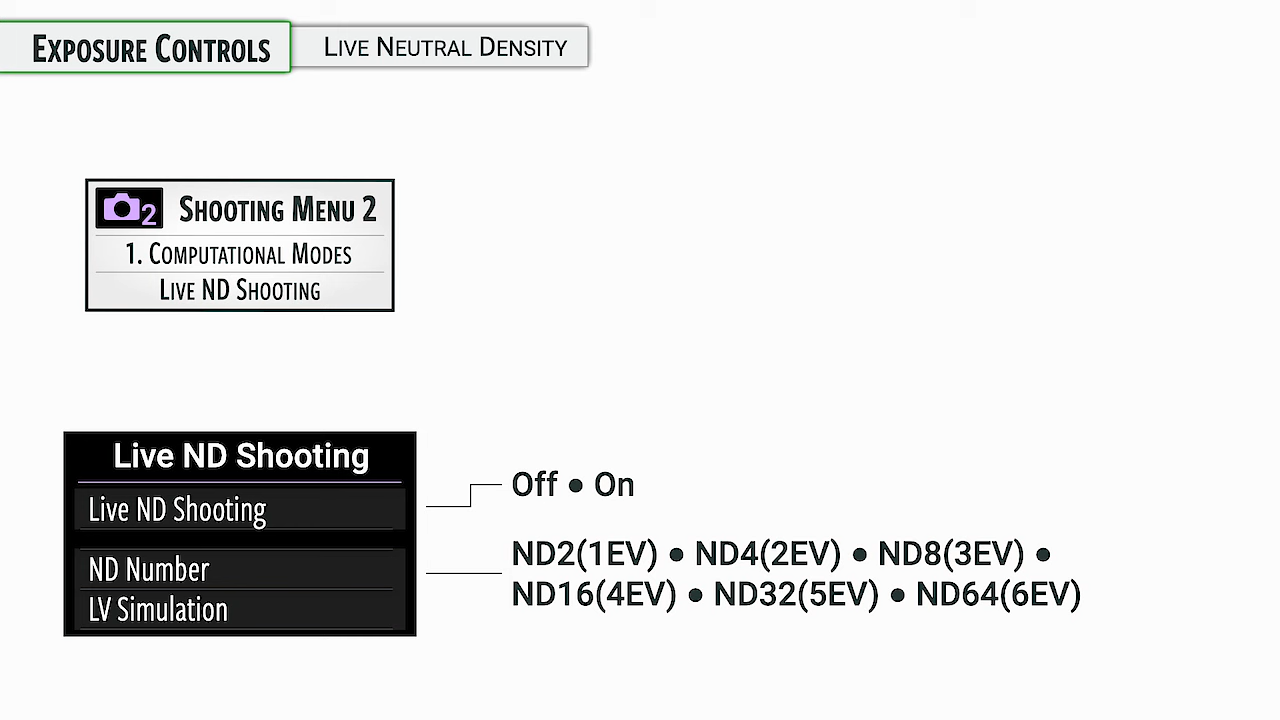 EXPOSURE CONTROLS
LIVE NEUTRAL DENSITY
2 SHOOTING MENU 2
1. COMPUTATIONAL MODES
LIVE ND SHOOTING
Live ND Shooting
Live ND Shooting
Off ● On
ND Number
ND2(1EV) ● ND4(2EV) ● ND8(3EV) ●
ND16(4EV) ● ND32(5EV) ● ND64(6EV)
LV Simulation